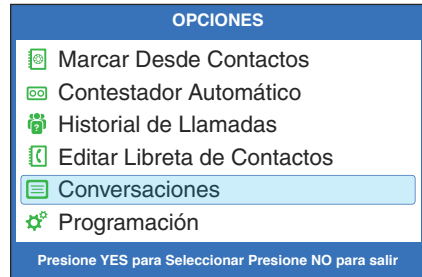 OPCIONES
Marcar Desde Contactos
Contestador Automático
Historial de Llamadas
Editar Libreta de Contactos
Conversaciones
Programación
Presione YES para Seleccionar Presione NO para salir